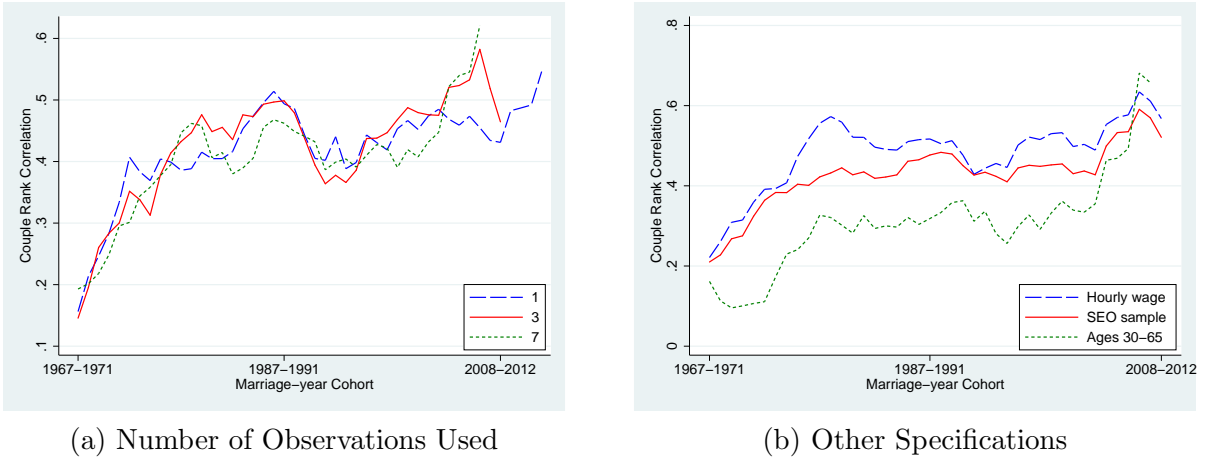 .6
.5
.4
.3
.2
.1
Couple Rank Correlation
1
3
7
1967–1971
1987–1991
2008–2012
Marriage–year Cohort
(a) Number of Observations Used
.8
.6
.4
.2
0
Couple Rank Correlation
Hourly wage
SEO sample
Ages 30–65
1967–1971
1987–1991
2008–2012
Marriage–year Cohort
(b) Other Specifications